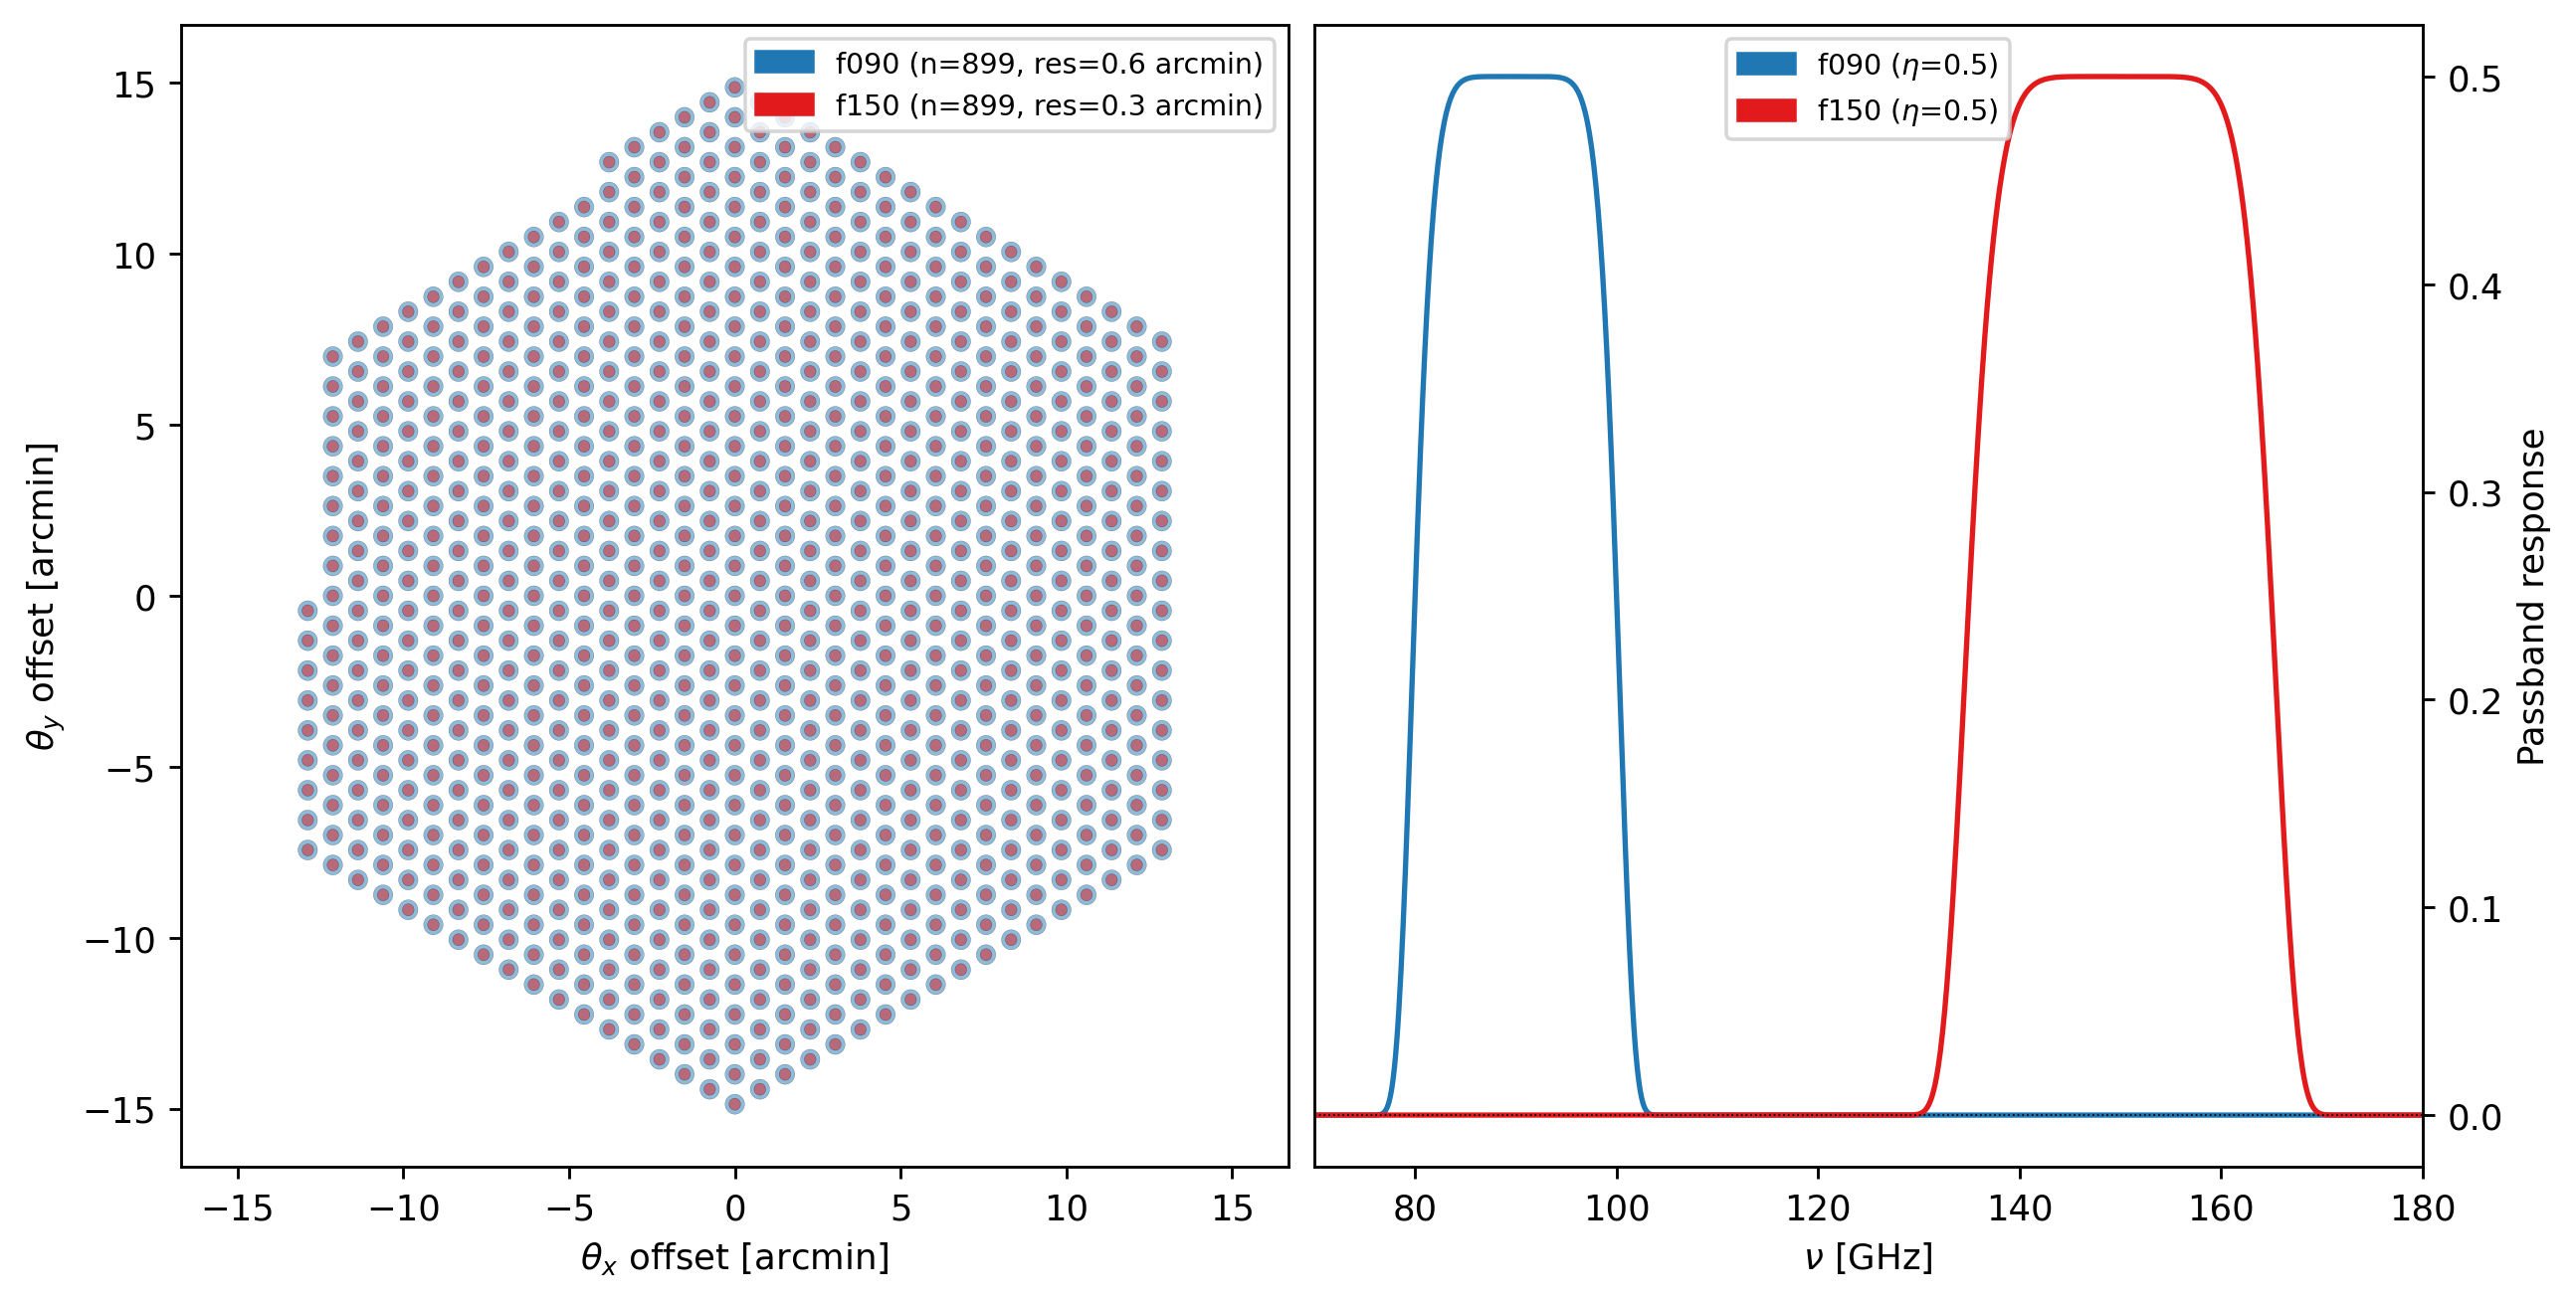 f090 (n=899, res=0.6 arcmin)
f150 (n=899, res=0.3 arcmin)
15
10
5
0
−5
−10
−15
θy offset [arcmin]
−15 −10 −5 0 5 10 15
θx offset [arcmin]
f090 (η=0.5)
f150 (η=0.5)
0.5
0.4
0.3
0.2
0.1
0.0
Passband response
80 100 120 140 160 180
ν [GHz]